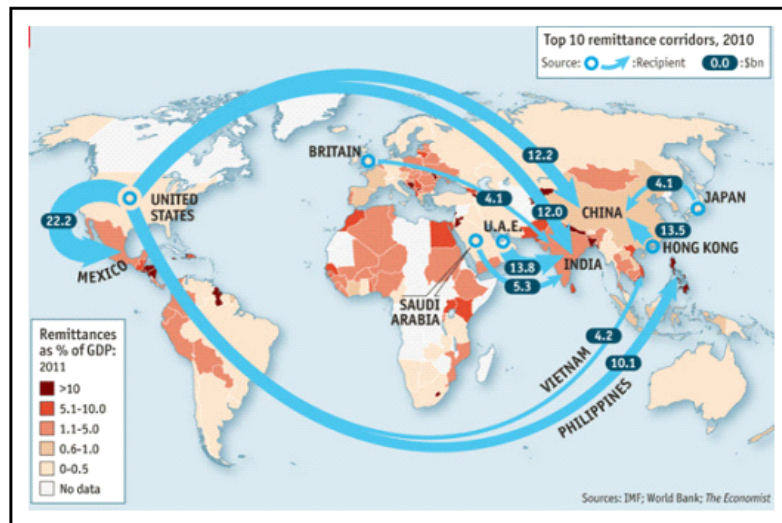 Top 10 remittance corridors, 2010
Source: :Recipient 0.0 :$bn
BRITAIN
12.2
4.1
4.1
UNITED
STATES
JAPAN
CHINA
22.2
12.0
13.5
U.A.E.
HONG KONG
MEXICO
13.8
INDIA
5.3
SAUDI
ARABIA
Remittances
as % of GDP:
2011
>10
5.1-10.0
1.1-5.0
0.6-1.0
0-0.5
No data
4.2
VIETNAM
10.1
PHILIPPINES
Sources: IMF; World Bank; The Economist